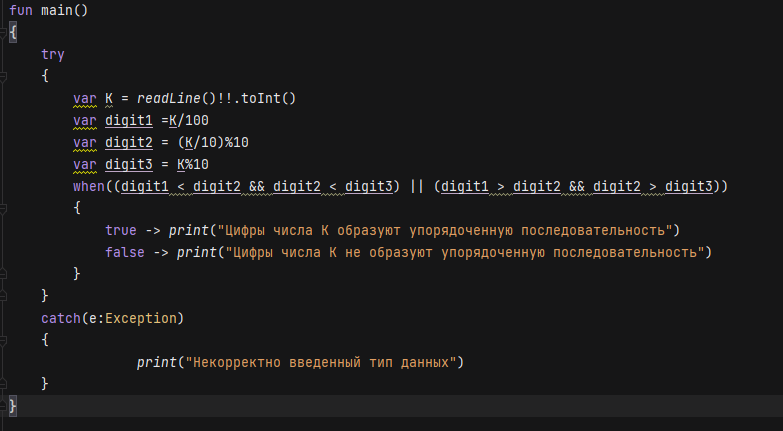 fun main()
{
    try
    {
        var K = readLine()!!.toInt()
        var digit1 =K/100
        var digit2 = (K/10)%10
        var digit3 = K%10
        when((digit1 < digit2 && digit2 < digit3) || (digit1 > digit2 && digit2 > digit3))
        {
            true -> print("Цифры числа К образуют упорядоченную последовательность")
            false -> print("Цифры числа К не образуют упорядоченную последовательность")
        }
    }
    catch(e:Exception)
    {
                print("Некорректно введенный тип данных")
    }
}